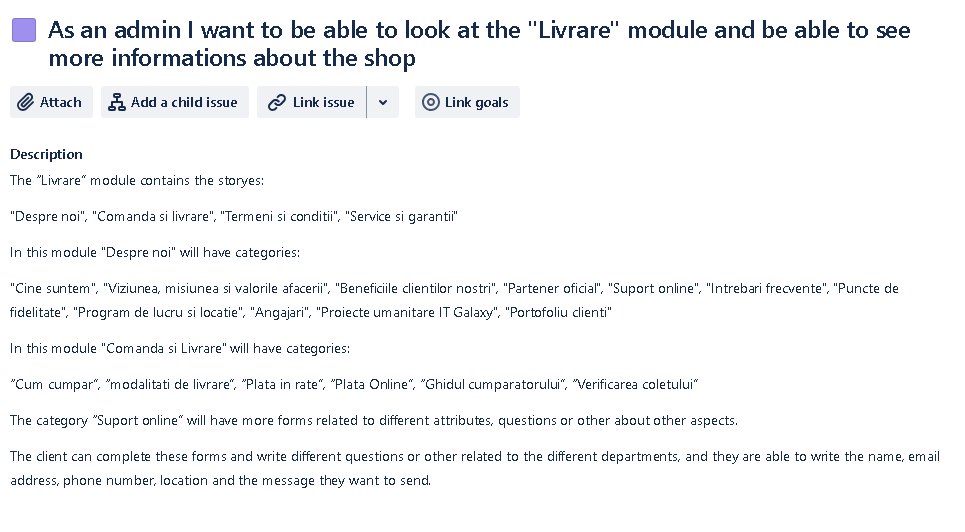 As an admin I want to be able to look at the "Livrare" module and be able to see
more informations about the shop
Attach
Add a child issue
Link issue
Link goals
Description
The "Livrare" module contains the storyes:
"Despre noi", "Comanda si livrare", "Termeni si conditii", "Service si garantii"
In this module "Despre noi" will have categories:
"Cine suntem", "Viziunea, misiunea si valorile afacerii", "Beneficiile clientilor nostri", "Partener oficial", "Suport online", "Intrebari frecvente", "Puncte de
fidelitate", "Program de lucru si locatie", "Angajari", "Proiecte umanitare IT Galaxy", "Portofoliu clienti"
In this module "Comanda si Livrare" will have categories:
"Cum cumpar", "modalitati de livrare", "Plata in rate", "Plata Online", "Ghidul cumparatorului", "Verificarea coletului"
The category "Suport online" will have more forms related to different attributes, questions or other about other aspects.
The client can complete these forms and write different questions or other related to the different departments, and they are able to write the name, email
address, phone number, location and the message they want to send.